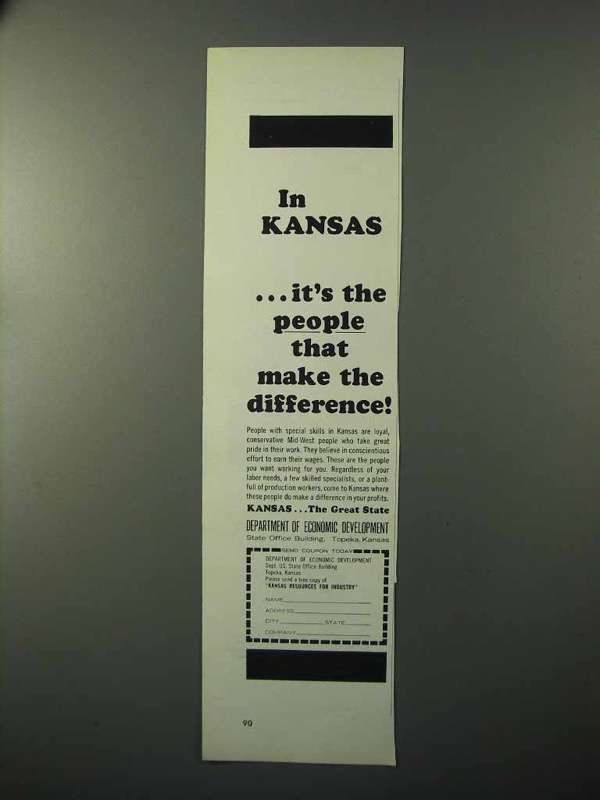 In
KANSAS
...it's the
people
that
make the
difference!
People with special skills in Kansas are loyal,
conservative Mid-West people who take great
pride in their work. They believe in conscientious
effort to earn their wages. These are the people
you want working for you. Regardless of your
labor needs, a few skilled specialists, or a plant-
full of production workers, come to Kansas where
these people do make a difference in your profits.
KANSAS...The Great State
DEPARTMENT OF ECONOMIC DEVELOPMENT
State Office Building, Topeka, Kansas
SEND COUPON TODAY
DEPARTMENT OF ECONOMIC DEVELOPMENT
Dept. US, State Office Building
Topeka, Kansas
Please send a free copy of
"KANSAS RESOURCES FOR INDUSTRY"
NAME
ADDRESS
CITY STATE
COMPANY
90